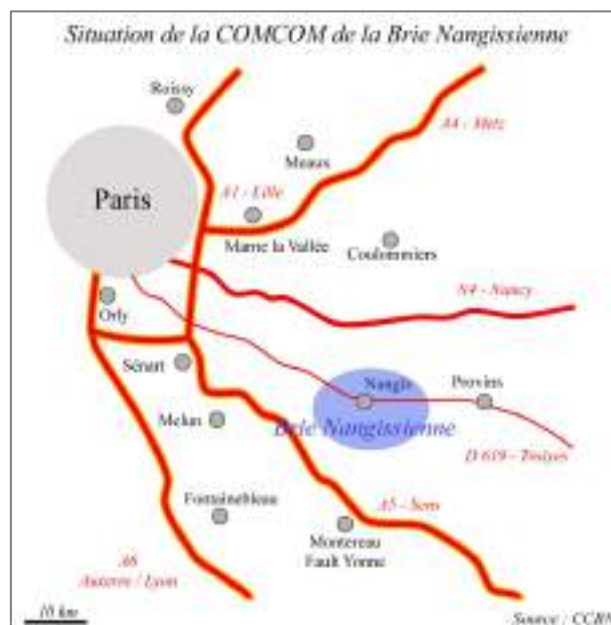 Situation de la COMCOM de la Brie Nangissienne
Roissy
A4 - Metz
Meaux
Paris
A1 - Lille
Marne la Vallée
Coulommiers
N4 - Nancy
Orly
Sénart
Nangis
Provins
Melun
Brie Nangissienne
D 619 - Troyes
Fontainebleau
A5 - Sens
Montereau
Fault Yonne
A6
Auxerre / Lyon
10 km
Source / CCBN